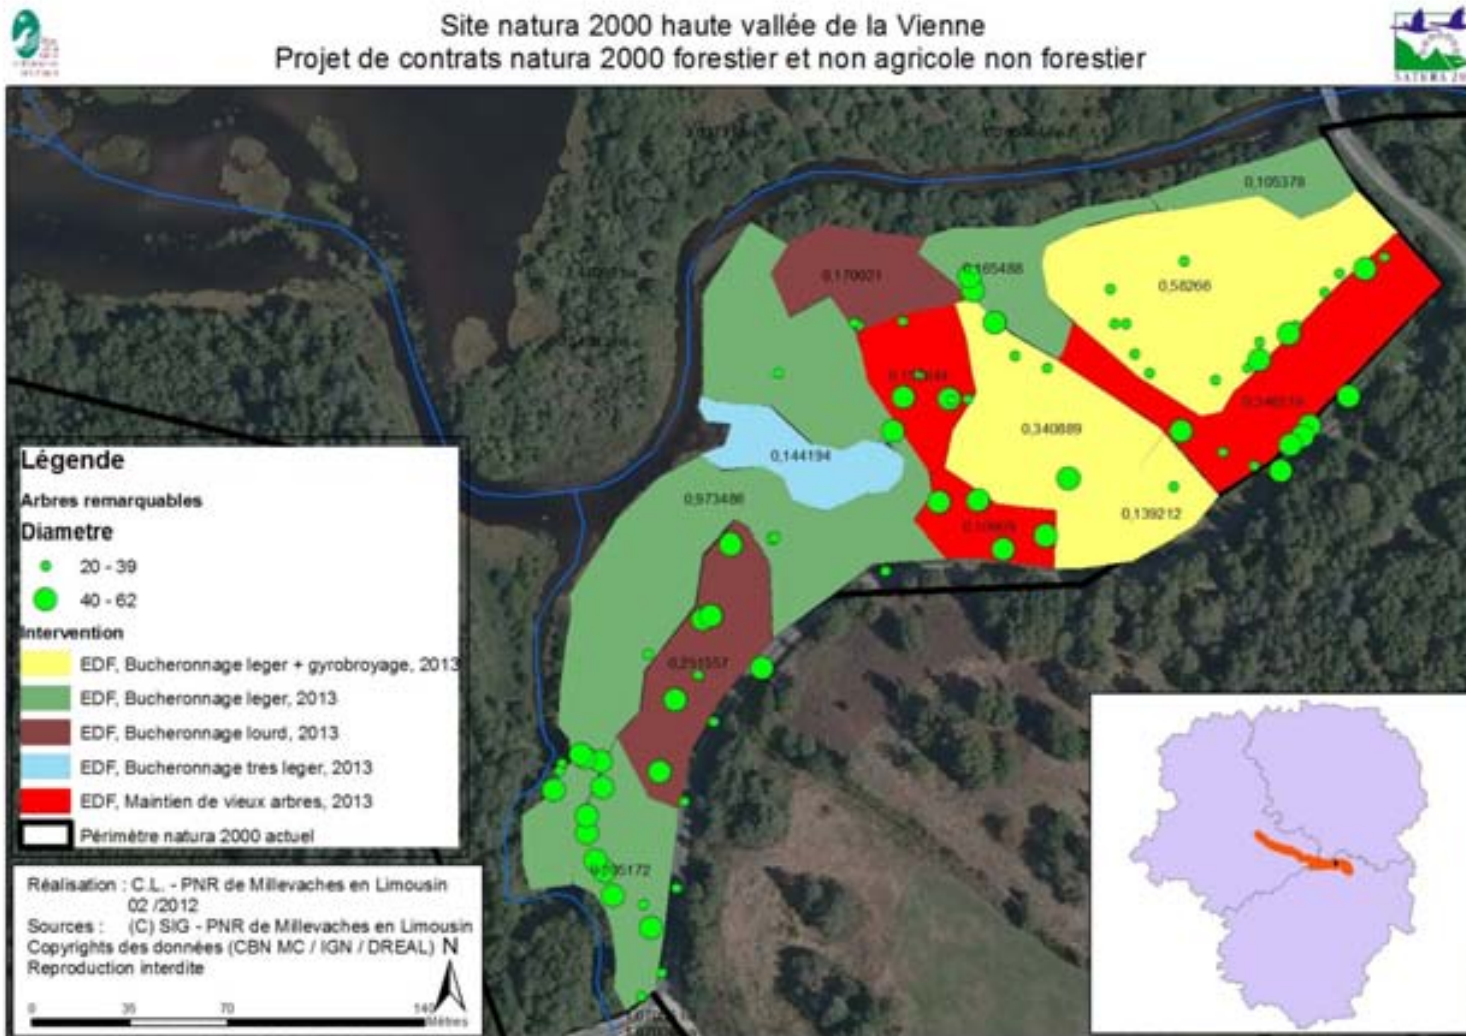 Site natura 2000 haute vallée de la Vienne
Projet de contrats natura 2000 forestier et non agricole non forestier
0,105378
0,170021
0,165488
0,58266
0,340889
0,144194
0,973486
0,139212
0,251557
Légende
Arbres remarquables
Diametre
20 - 39
40 - 62
Intervention
EDF, Bucheronnage leger + gyrobroyage, 2013
EDF, Bucheronnage leger, 2013
EDF, Bucheronnage lourd, 2013
EDF, Bucheronnage tres leger, 2013
EDF, Maintien de vieux arbres, 2013
Périmètre natura 2000 actuel
Réalisation : C.L. - PNR de Millevaches en Limousin
02 /2012
Sources : (C) SIG - PNR de Millevaches en Limousin
Copyrights des données (CBN MC / IGN / DREAL)
Reproduction interdite
N
0 35 70 140
Mètres